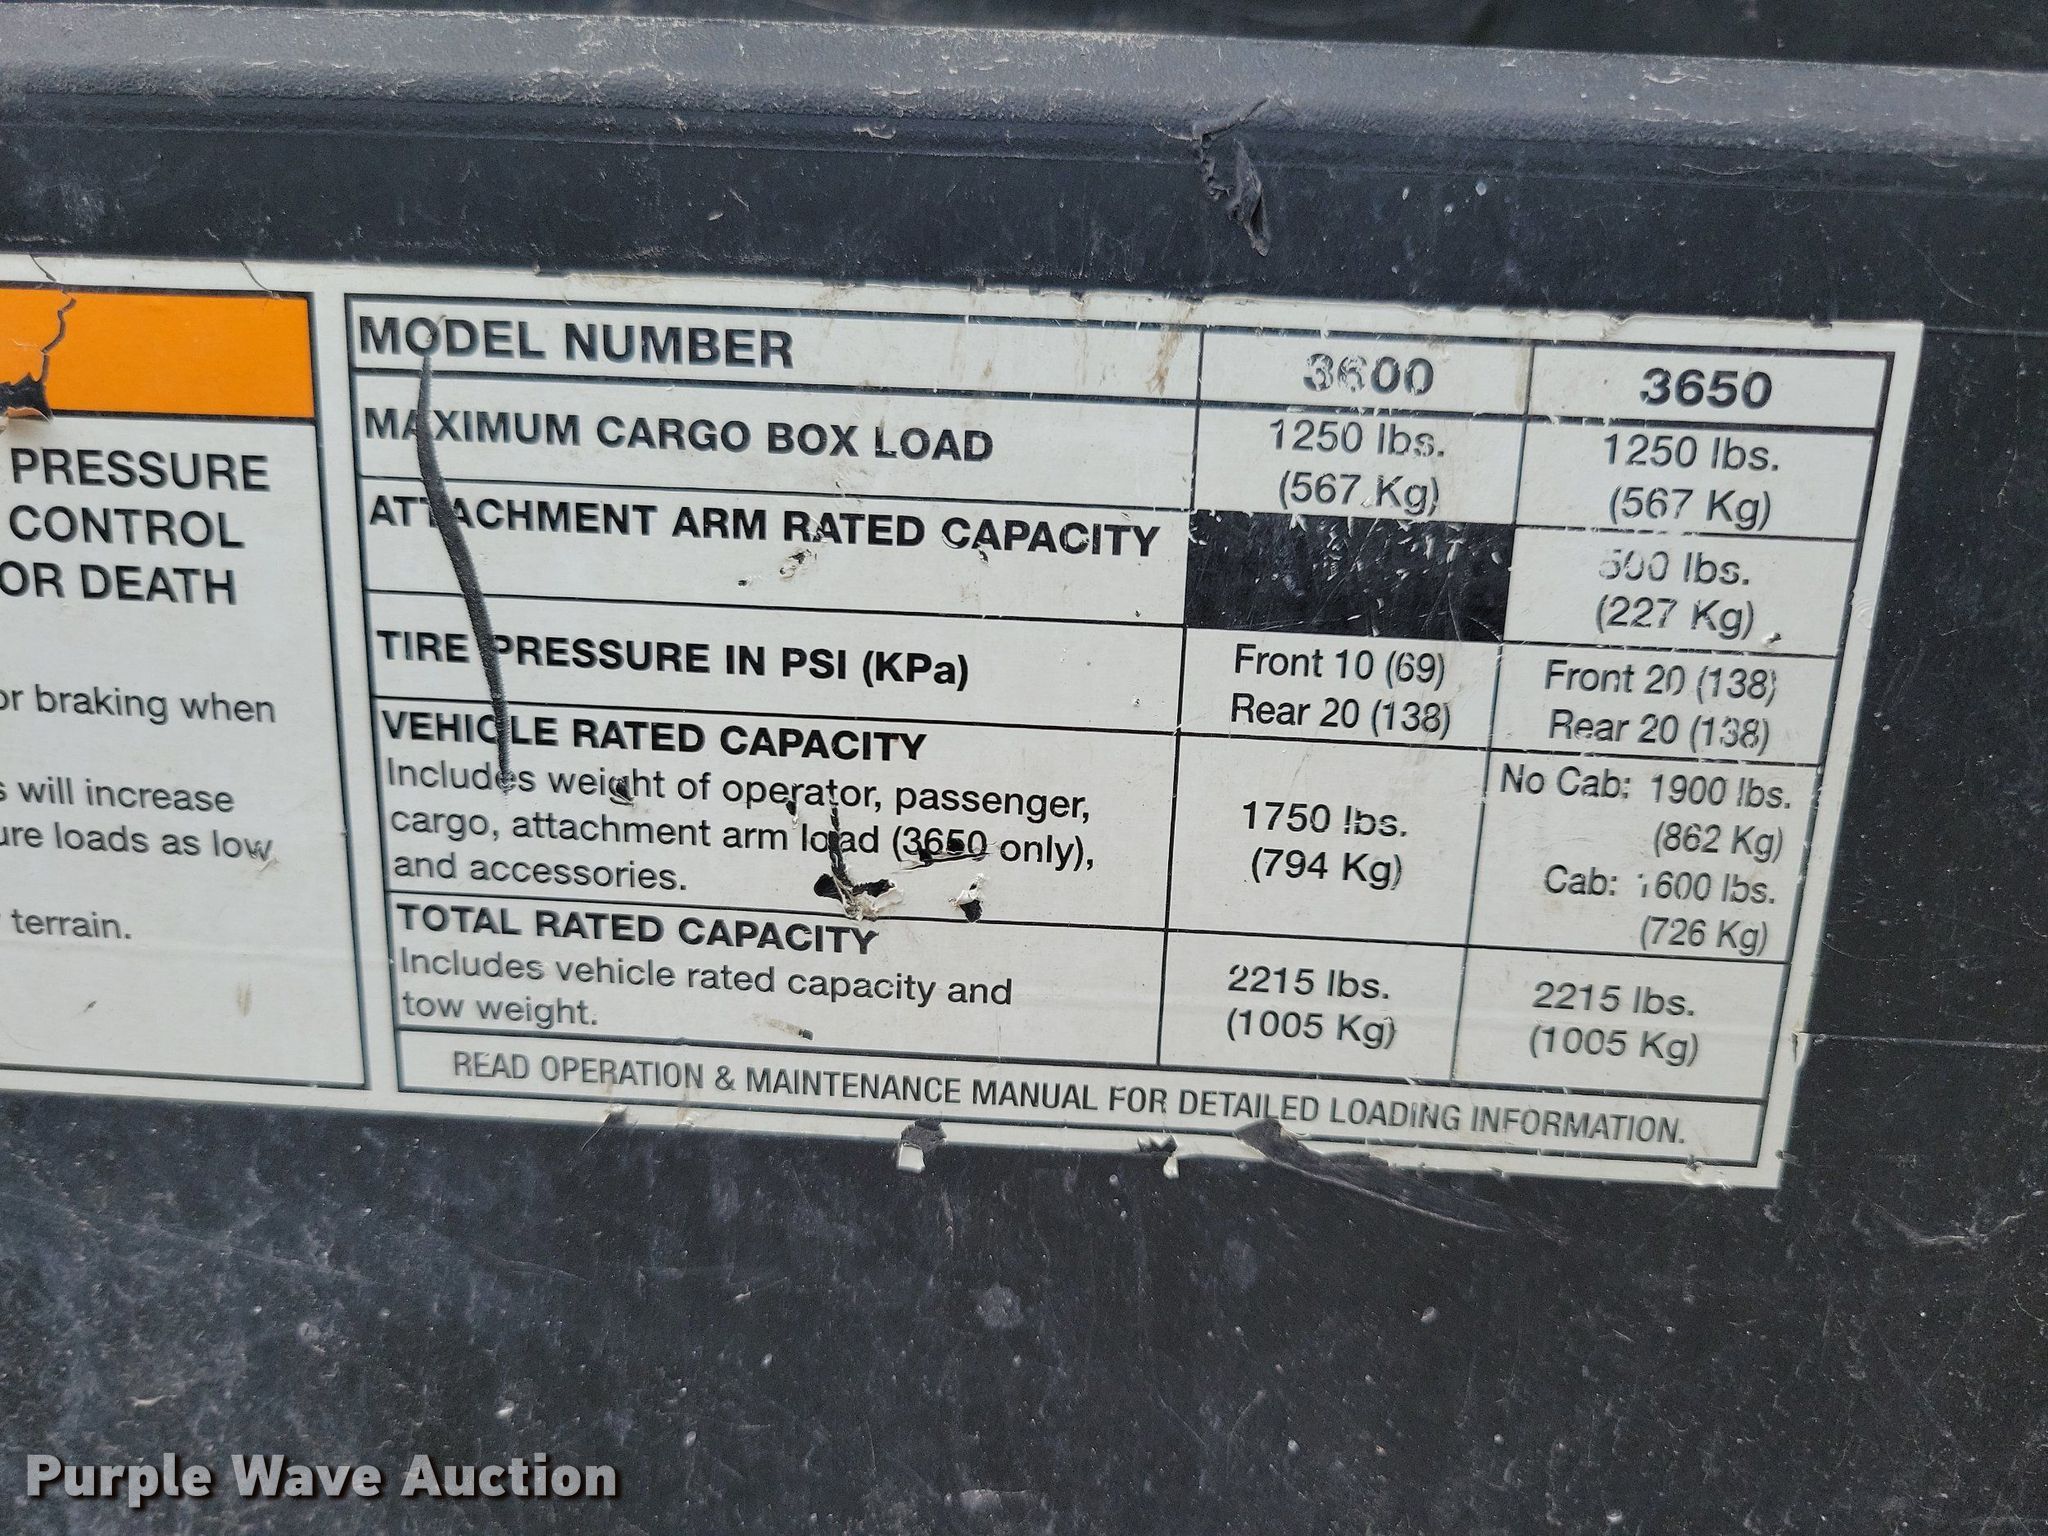 PRESSURE
CONTROL
OR DEATH
or braking when
s will increase
ure loads as low
terrain.
MODEL NUMBER 3600 3650
MAXIMUM CARGO BOX LOAD 1250 lbs. (567 Kg) 1250 lbs. (567 Kg)
ATTACHMENT ARM RATED CAPACITY 500 lbs. (227 Kg)
TIRE PRESSURE IN PSI (KPa) Front 10 (69) Rear 20 (138) Front 20 (138) Rear 20 (138)
VEHICLE RATED CAPACITY
Includes weight of operator, passenger,
cargo, attachment arm load (3650 only),
and accessories.
1750 lbs.
(794 Kg)
No Cab: 1900 lbs.
(862 Kg)
Cab: 1600 lbs.
(726 Kg)
TOTAL RATED CAPACITY
Includes vehicle rated capacity and
tow weight.
2215 lbs.
(1005 Kg)
2215 lbs.
(1005 Kg)
READ OPERATION & MAINTENANCE MANUAL FOR DETAILED LOADING INFORMATION.
Purple Wave Auction